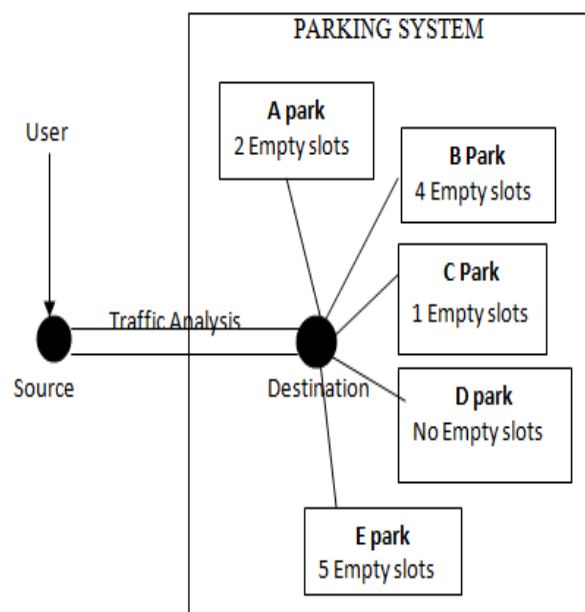 PARKING SYSTEM
User
A park
2 Empty slots
B Park
4 Empty slots
C Park
1 Empty slots
Traffic Analysis
Source
Destination
D park
No Empty slots
E park
5 Empty slots